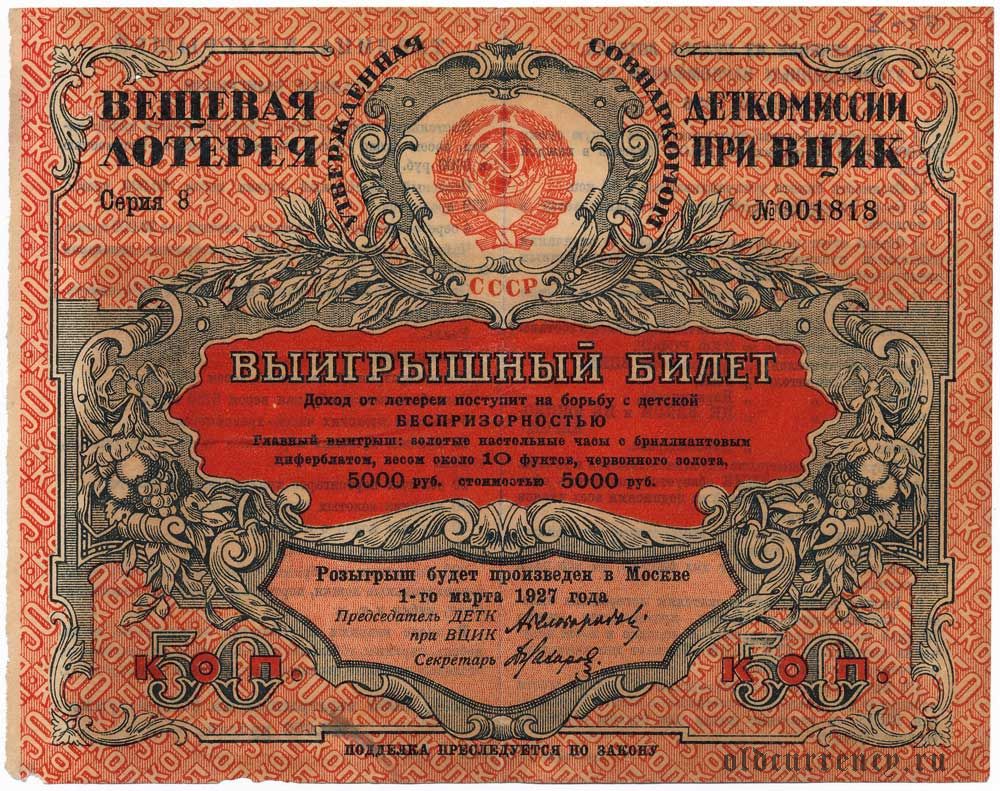 УТВЕРЖДЕННАЯ СОВНАРКОМОМ
ВЕЩЕВАЯ
ЛОТЕРЕЯ
Серия 8
ДЕТКОМИССИИ
ПРИ ВЦИК
№001818
СССР
ВЫИГРЫШНЫЙ БИЛЕТ
Доход от лотереи поступит на борьбу с детской
БЕСПРИЗОРНОСТЬЮ
Главный выигрыш: золотые настольные часы с бриллиантовым
циферблатом, весом около 10 фунтов, червонного золота,
5000 руб. стоимостью 5000 руб.
Розыгрыш будет произведен в Москве
1-го марта 1927 года
Председатель ДЕТК
при ВЦИК
Секретарь
50 КОП.
50 КОП.
ПОДДЕЛКА ПРЕСЛЕДУЕТСЯ ПО ЗАКОНУ
oldcurrency.ru